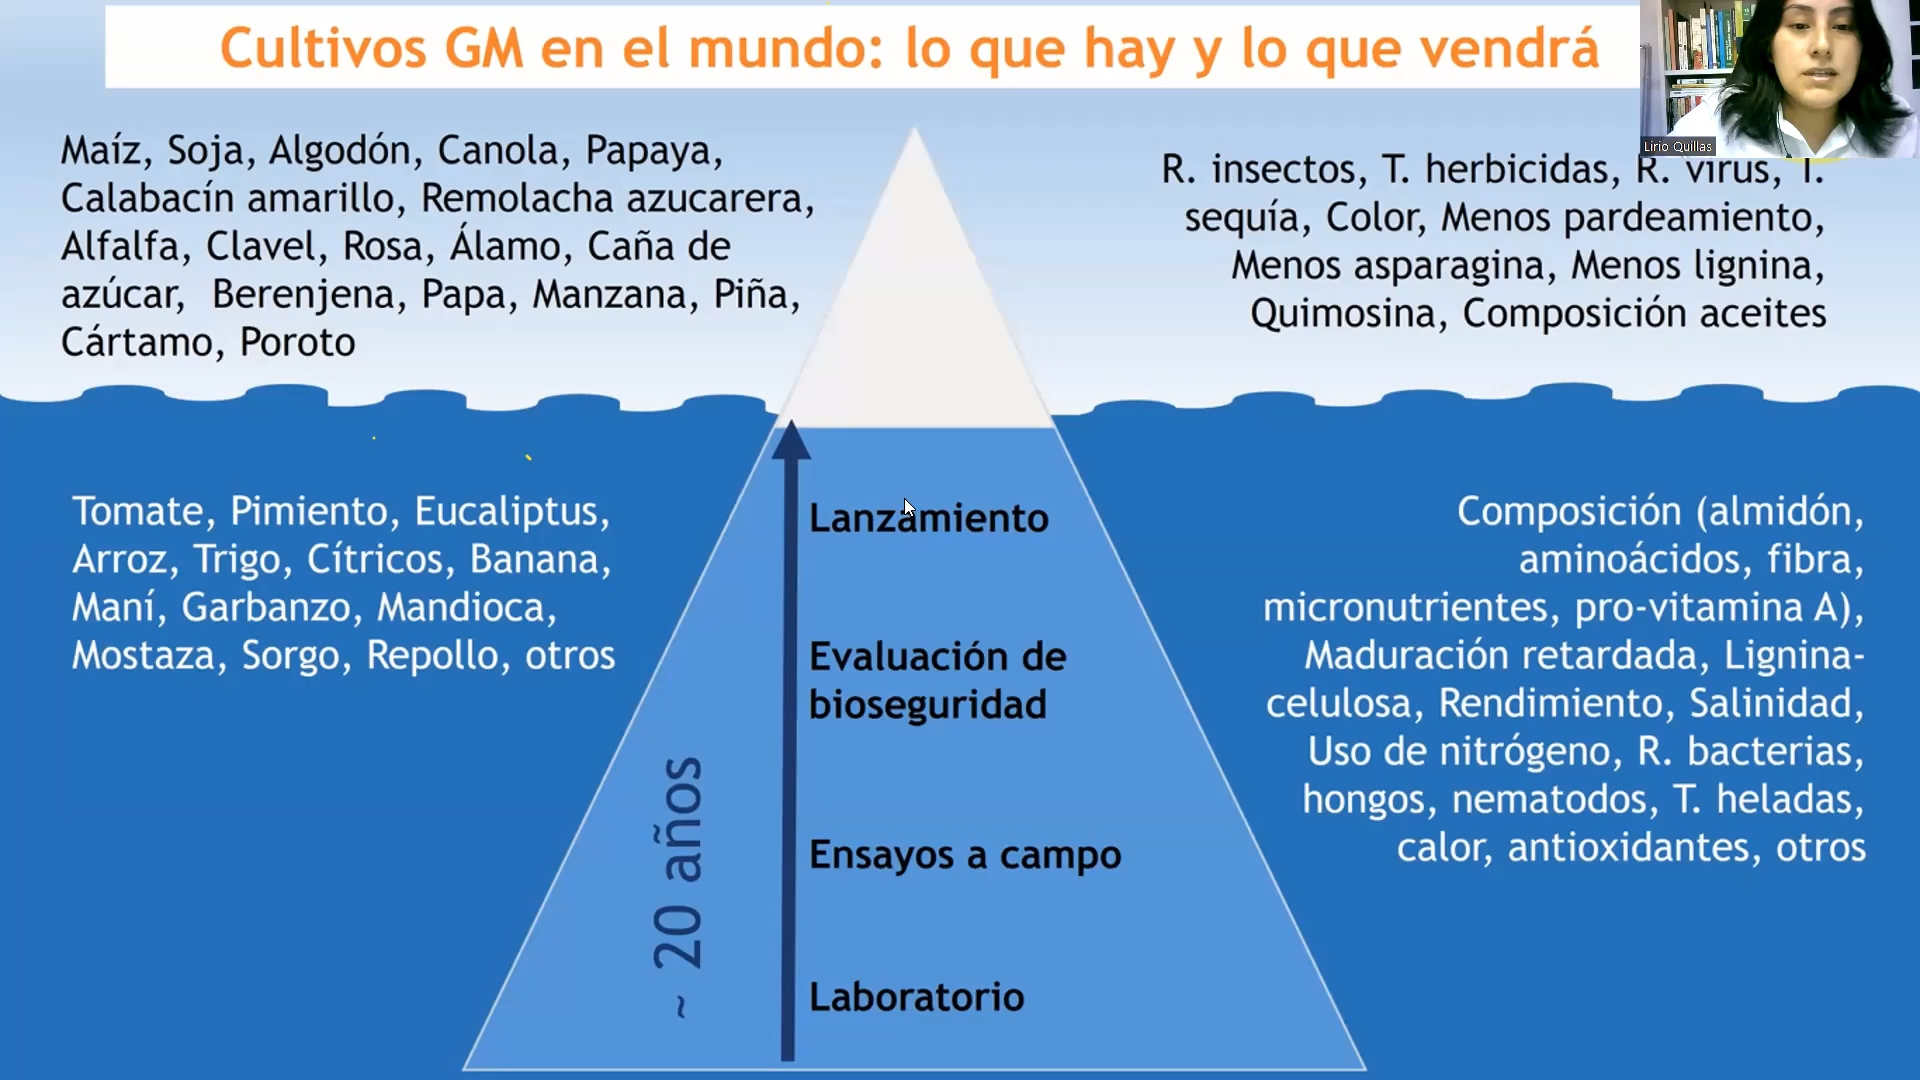 Cultivos GM en el mundo: lo que hay y lo que vendrá
Lirio Quillas
Maíz, Soja, Algodón, Canola, Papaya,
Calabacín amarillo, Remolacha azucarera,
Alfalfa, Clavel, Rosa, Álamo, Caña de
azúcar, Berenjena, Papa, Manzana, Piña,
Cártamo, Poroto
R. insectos, T. herbicidas, R. virus, T.
sequía, Color, Menos pardeamiento,
Menos asparagina, Menos lignina,
Quimosina, Composición aceites
Tomate, Pimiento, Eucaliptus,
Arroz, Trigo, Cítricos, Banana,
Maní, Garbanzo, Mandioca,
Mostaza, Sorgo, Repollo, otros
Lanzamiento
Evaluación de
bioseguridad
Ensayos a campo
Laboratorio
~ 20 años
Composición (almidón,
aminoácidos, fibra,
micronutrientes, pro-vitamina A),
Maduración retardada, Lignina-
celulosa, Rendimiento, Salinidad,
Uso de nitrógeno, R. bacterias,
hongos, nematodos, T. heladas,
calor, antioxidantes, otros